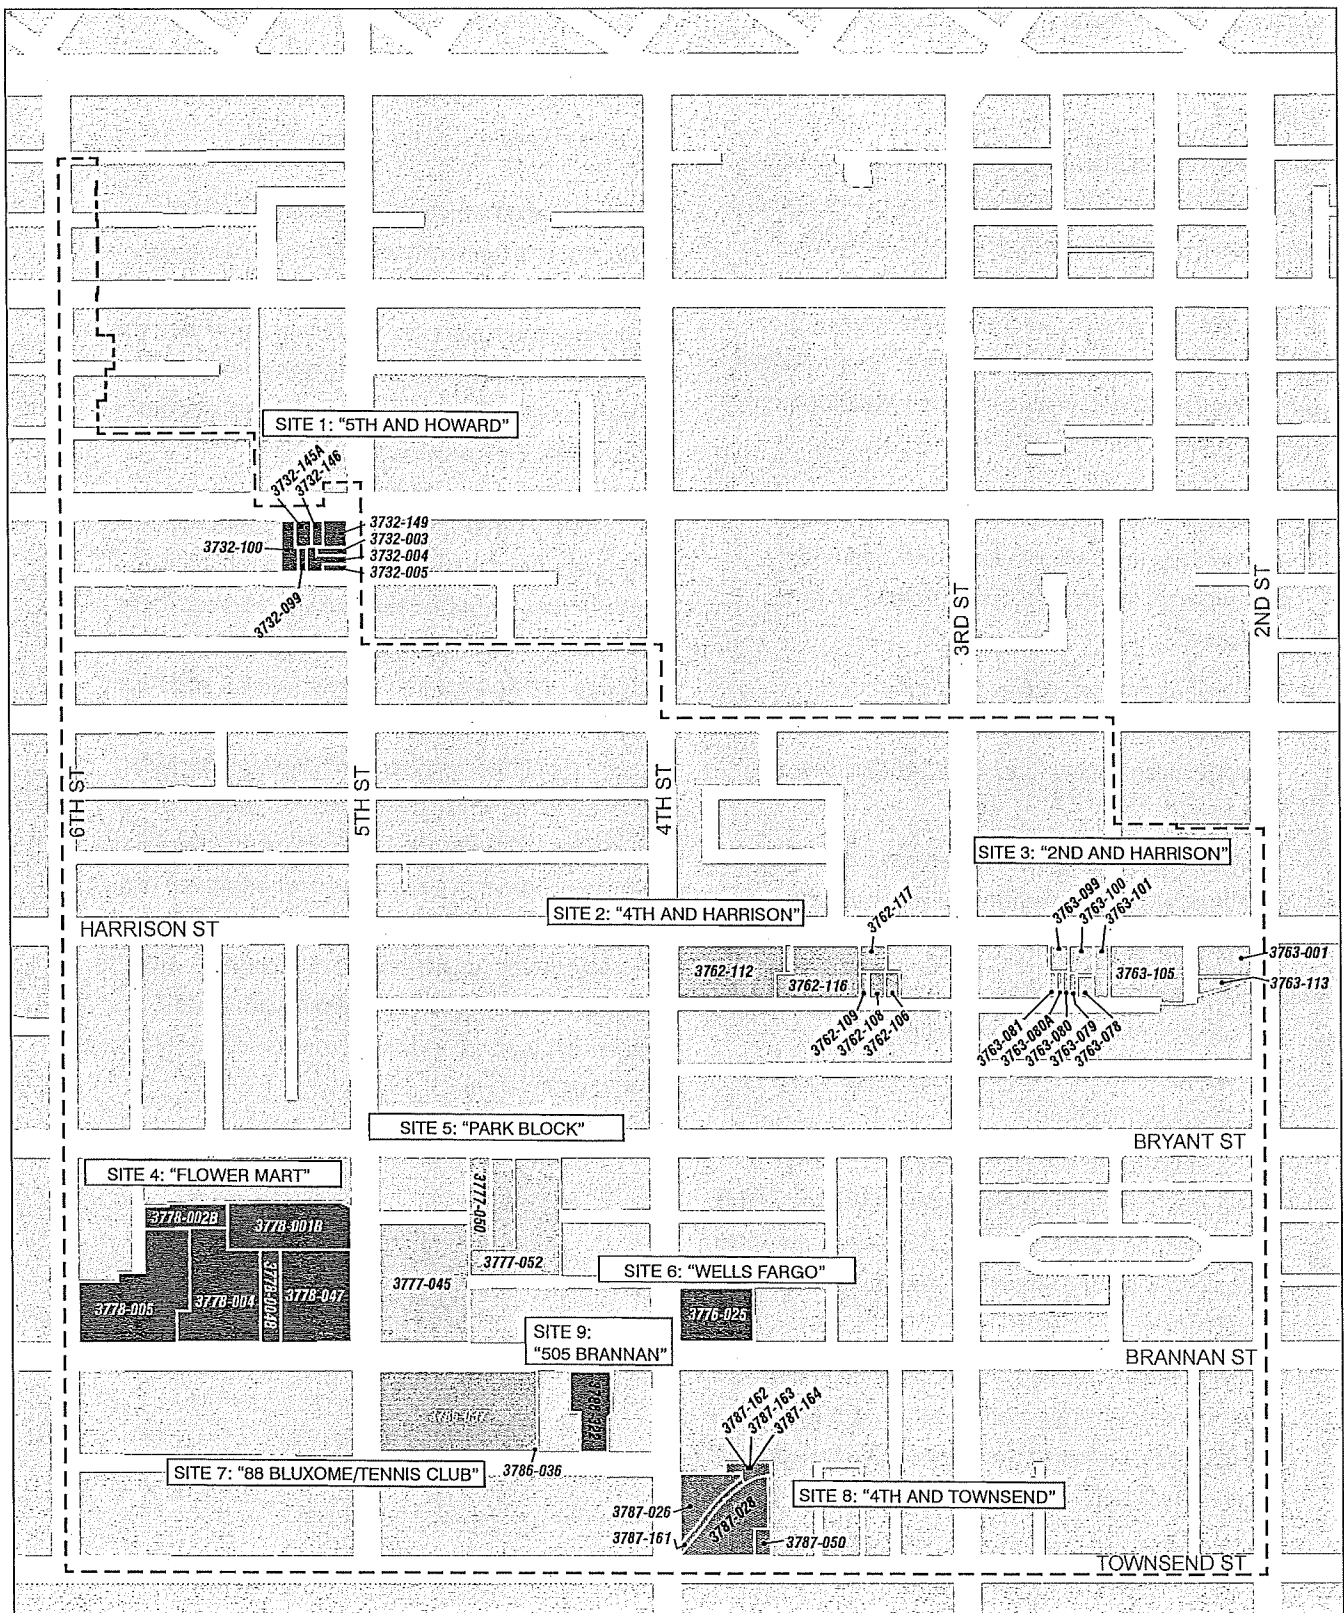 SITE 1: "5TH AND HOWARD"
3732-145A
3732-146
3732-149
3732-003
3732-100
3732-004
3732-005
3732-099
3RD ST
2ND ST
6TH ST
5TH ST
4TH ST
SITE 3: "2ND AND HARRISON"
3763-099
3763-100
3763-101
3762-117
SITE 2: "4TH AND HARRISON"
HARRISON ST
3762-112
3762-116
3763-105
3763-001
3763-113
3762-109
3762-108
3762-106
3763-081
3763-080A
3763-080
3763-079
3763-078
SITE 5: "PARK BLOCK"
BRYANT ST
SITE 4: "FLOWER MART"
3778-002B
3778-001B
3777-050
3777-052
3777-045
SITE 6: "WELLS FARGO"
3778-005
3778-004
3778-004B
3778-047
3776-025
SITE 9:
"505 BRANNAN"
BRANNAN ST
3787-162
3787-163
3787-164
SITE 7: "88 BLUXOME/TENNIS CLUB"
3786-036
SITE 8: "4TH AND TOWNSEND"
3787-026
3787-028
3787-161
3787-050
TOWNSEND ST